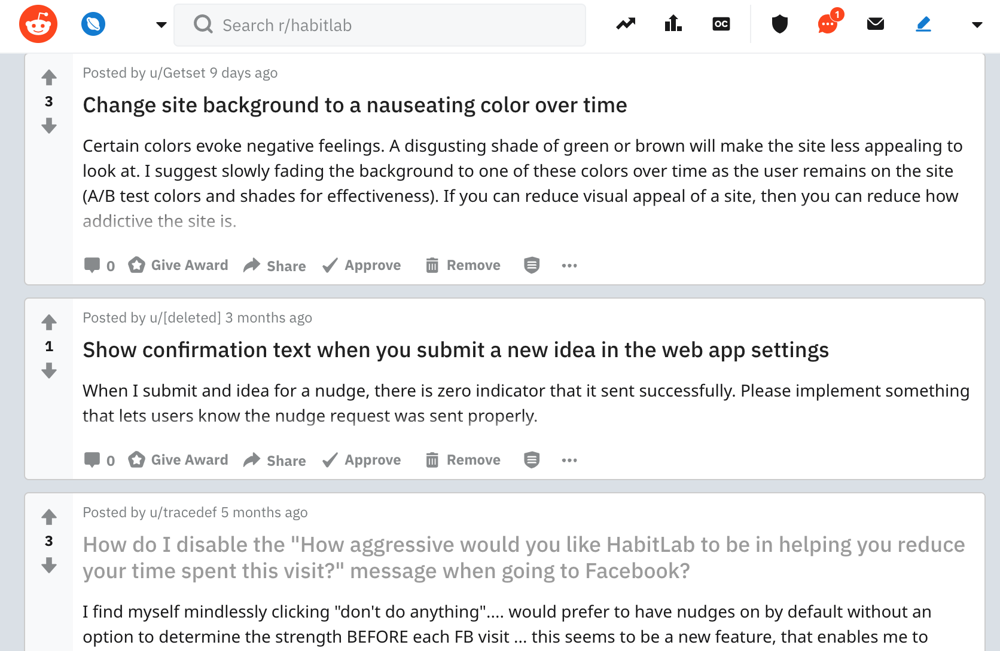 Search r/habitlab
OC
1
Posted by u/Getset 9 days ago
3
Change site background to a nauseating color over time
Certain colors evoke negative feelings. A disgusting shade of green or brown will make the site less appealing to
look at. I suggest slowly fading the background to one of these colors over time as the user remains on the site
(A/B test colors and shades for effectiveness). If you can reduce visual appeal of a site, then you can reduce how
addictive the site is.
0 Give Award Share Approve Remove
Posted by u/[deleted] 3 months ago
1
Show confirmation text when you submit a new idea in the web app settings
When I submit and idea for a nudge, there is zero indicator that it sent successfully. Please implement something
that lets users know the nudge request was sent properly.
0 Give Award Share Approve Remove
Posted by u/tracedef 5 months ago
3
How do I disable the "How aggressive would you like HabitLab to be in helping you reduce
your time spent this visit?" message when going to Facebook?
I find myself mindlessly clicking "don't do anything".... would prefer to have nudges on by default without an
option to determine the strength BEFORE each FB visit ... this seems to be a new feature, that enables me to